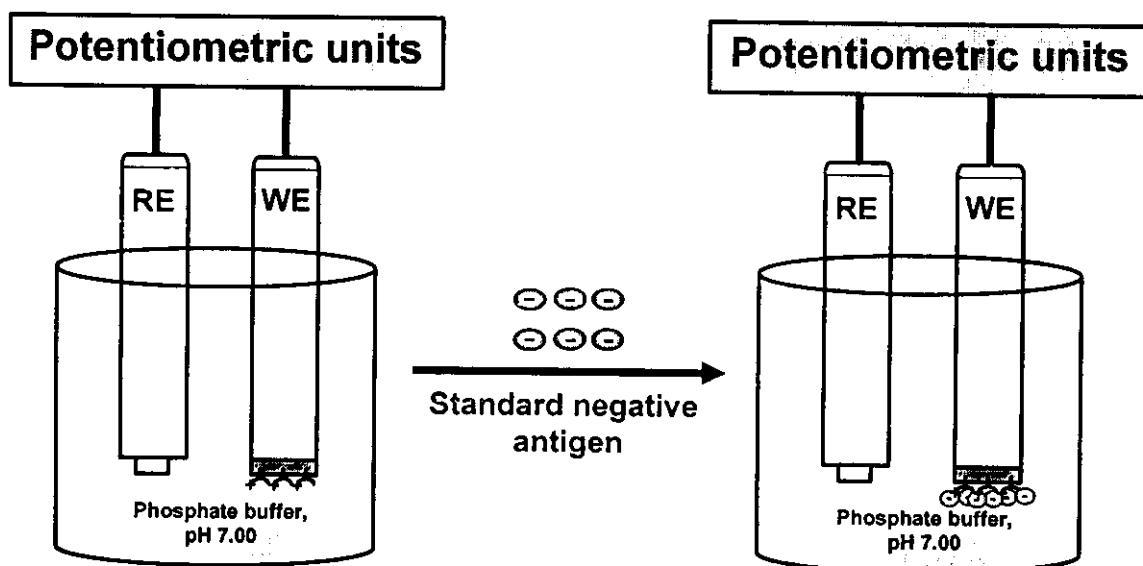 Potentiometric units
RE
WE
Phosphate buffer,
pH 7.00
Standard negative
antigen
Potentiometric units
RE
WE
Phosphate buffer,
pH 7.00